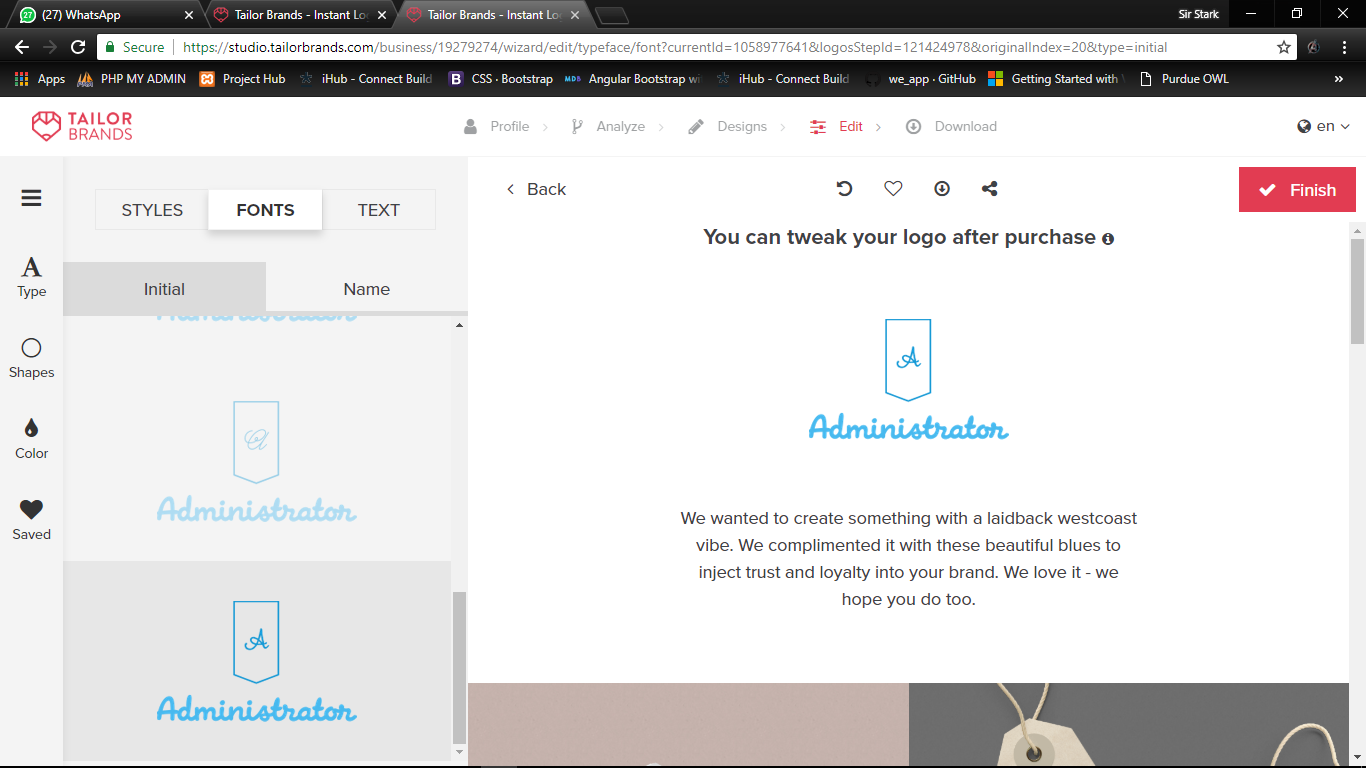 (27) WhatsApp
Tailor Brands - Instant Lo
Tailor Brands - Instant Lo
Sir Stark
Secure
https://studio.tailorbrands.com/business/19279274/wizard/edit/typeface/font?currentId=1058977641&logosStepId=121424978&originalIndex=20&type=initial
Apps
PHP MY ADMIN
Project Hub
iHub - Connect Build
CSS · Bootstrap
Angular Bootstrap wi
iHub - Connect Build
we_app · GitHub
Getting Started with
Purdue OWL
»
TAILOR
BRANDS
Profile
Analyze
Designs
Edit
Download
en
STYLES
FONTS
TEXT
Back
Finish
You can tweak your logo after purchase
Type
Shapes
Color
Saved
Initial
Name
Administrator
A
Administrator
A
Administrator
A
Administrator
We wanted to create something with a laidback westcoast
vibe. We complimented it with these beautiful blues to
inject trust and loyalty into your brand. We love it - we
hope you do too.